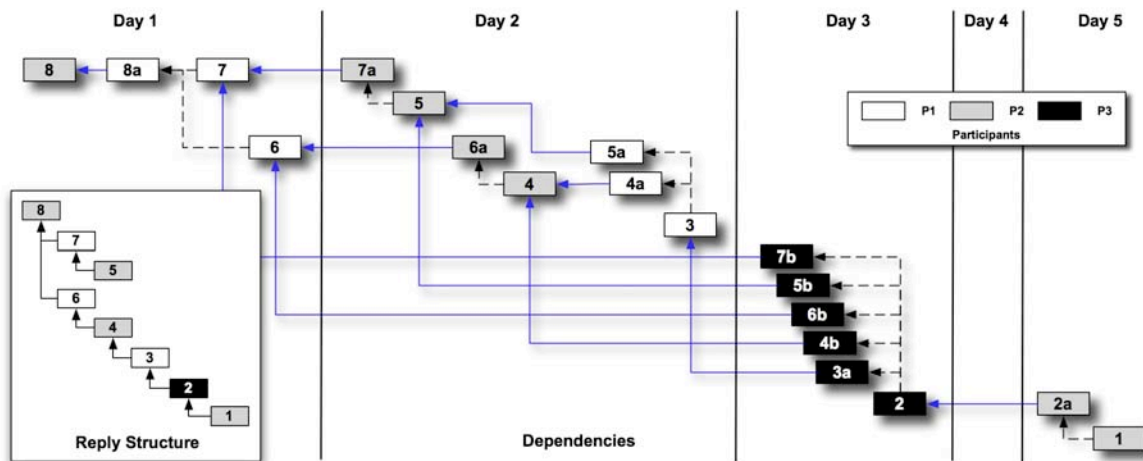 Day 1 Day 2 Day 3 Day 4 Day 5
8 8a 7 7a
5
P1 P2 P3
Participants
6 6a 5a
4 4a
3
7b
5b
6b
4b
3a
2 2a
1
8
7
5
6
4
3
2
1
Reply Structure
Dependencies